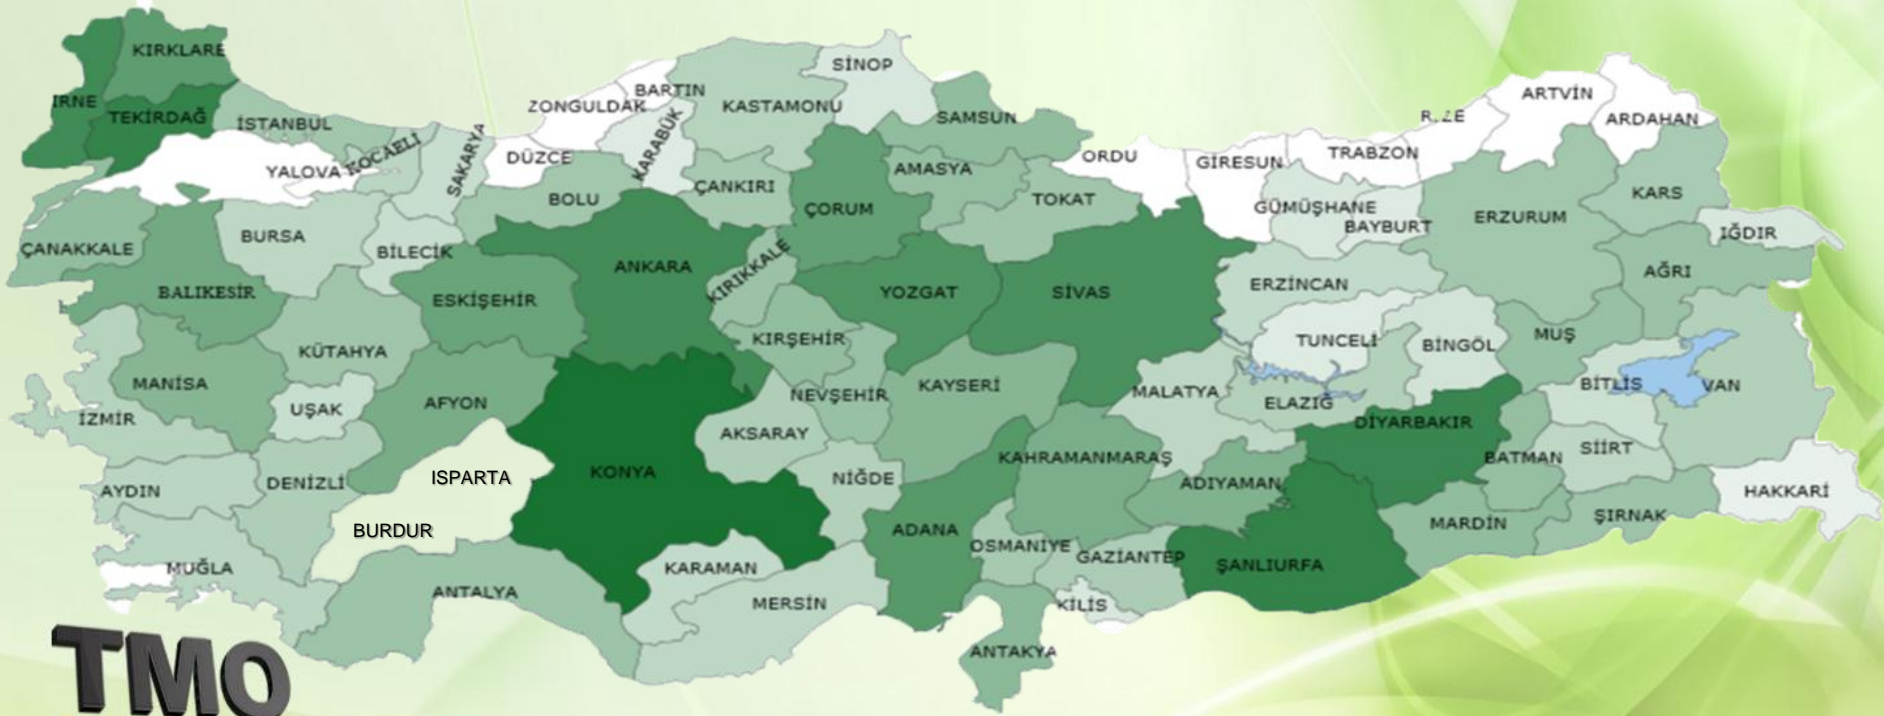 KIRKLARE
İRNE
TEKİRDAĞ
İSTANBUL
YALOVA
KOCAELİ
SAKARYA
DÜZCE
ZONGULDAK
BARTIN
KARABÜK
KASTAMONU
SİNOP
SAMSUN
ÇANKIRI
AMASYA
ORDU
GİRESUN
TRABZON
ARTVİN
ARDAHAN
ÇANAKKALE
BURSA
BİLECİK
BOLU
ÇORUM
TOKAT
GÜMÜŞHANE
BAYBURT
ERZURUM
KARS
IĞDIR
BALIKESİR
ESKİŞEHİR
ANKARA
KIRIKKALE
YOZGAT
SİVAS
ERZİNCAN
AĞRI
KÜTAHYA
KIRŞEHİR
TUNCELİ
BİNGÖL
MUŞ
MANİSA
UŞAK
AFYON
NEVŞEHİR
KAYSERİ
MALATYA
ELAZIĞ
BİTLİS
VAN
İZMİR
AKSARAY
DİYARBAKIR
AYDIN
DENİZLİ
ISPARTA
KONYA
NİĞDE
KAHRAMANMARAŞ
ADIYAMAN
BATMAN
SİİRT
HAKKARİ
BURDUR
ADANA
OSMANİYE
GAZİANTEP
ŞANLIURFA
MARDİN
ŞIRNAK
MUĞLA
ANTALYA
KARAMAN
MERSİN
KİLİS
ANTAKYA
TMO